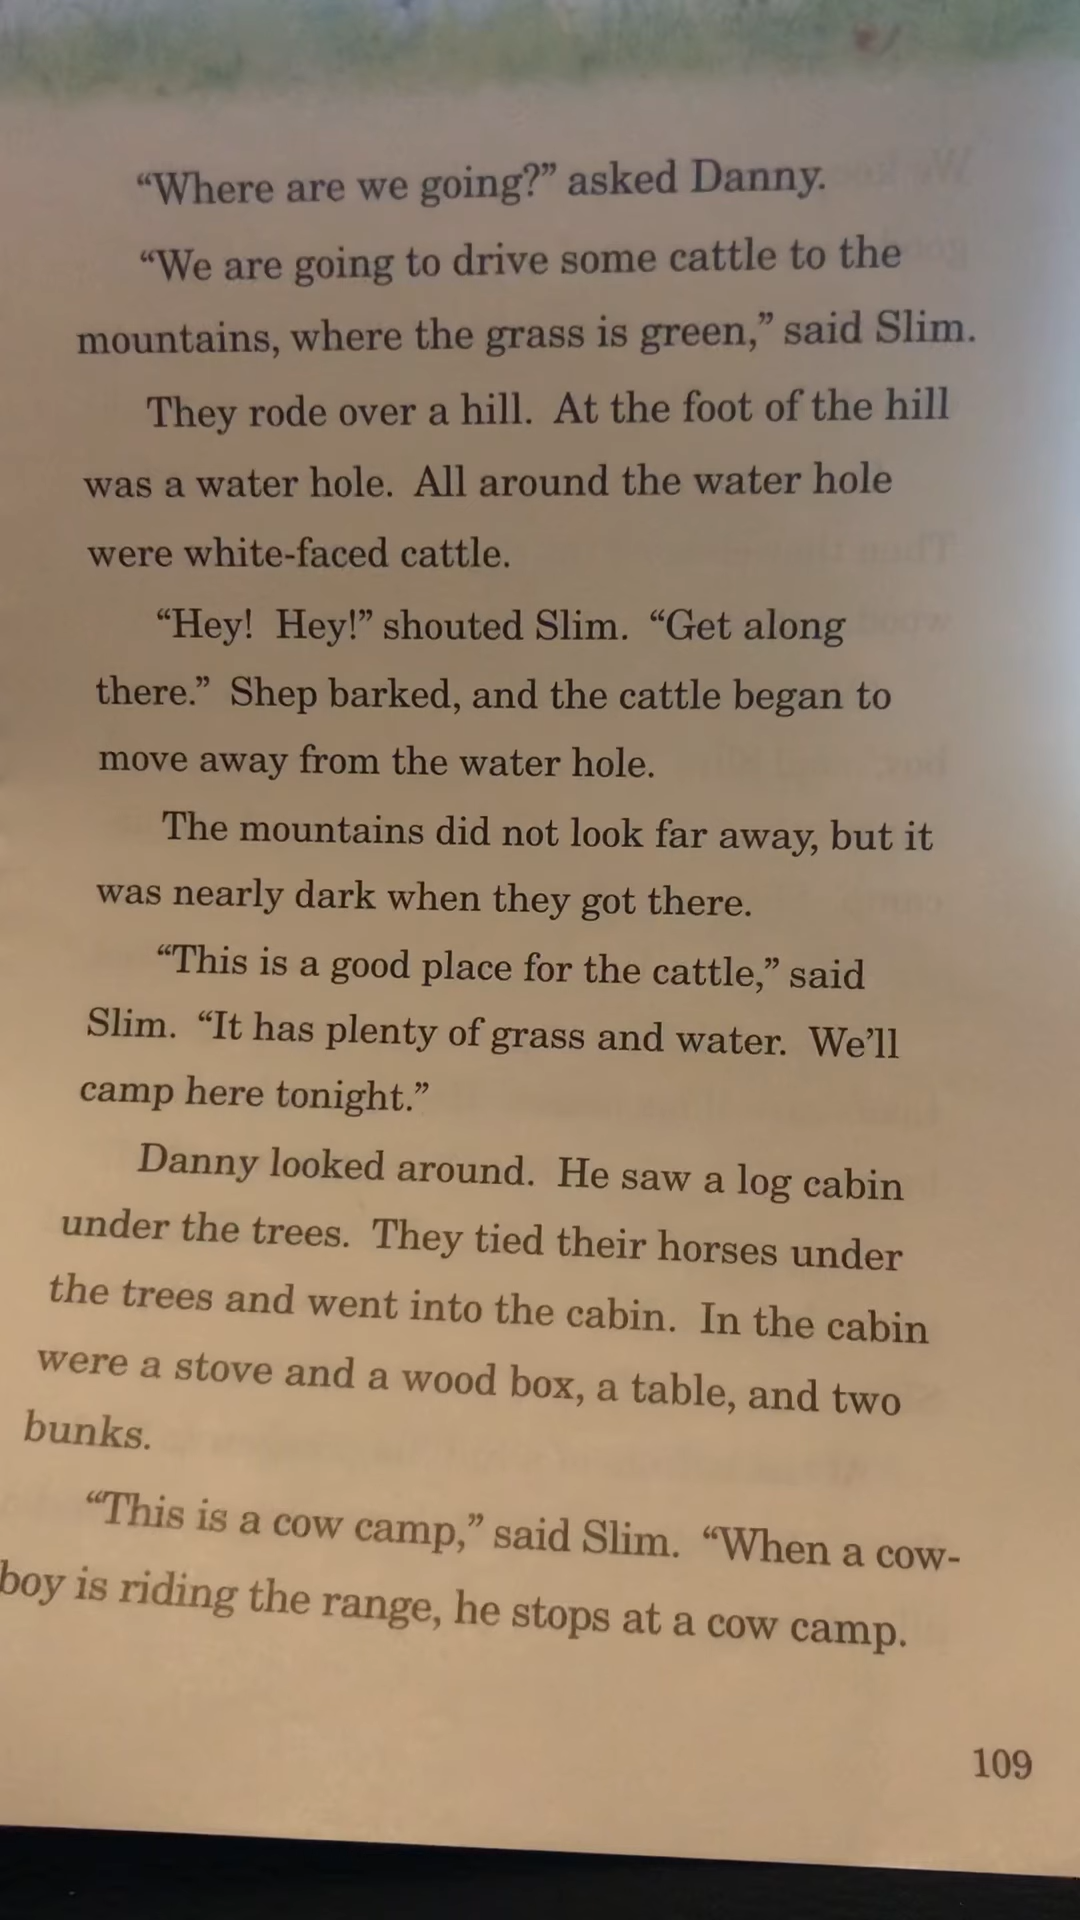 “Where are we going?” asked Danny.
“We are going to drive some cattle to the
mountains, where the grass is green,” said Slim.
They rode over a hill. At the foot of the hill
was a water hole. All around the water hole
were white-faced cattle.
“Hey! Hey!” shouted Slim. “Get along
there.” Shep barked, and the cattle began to
move away from the water hole.
The mountains did not look far away, but it
was nearly dark when they got there.
“This is a good place for the cattle,” said
Slim. “It has plenty of grass and water. We’ll
camp here tonight.”
Danny looked around. He saw a log cabin
under the trees. They tied their horses under
the trees and went into the cabin. In the cabin
were a stove and a wood box, a table, and two
bunks.
“This is a cow camp,” said Slim. “When a cow-
boy is riding the range, he stops at a cow camp.
109